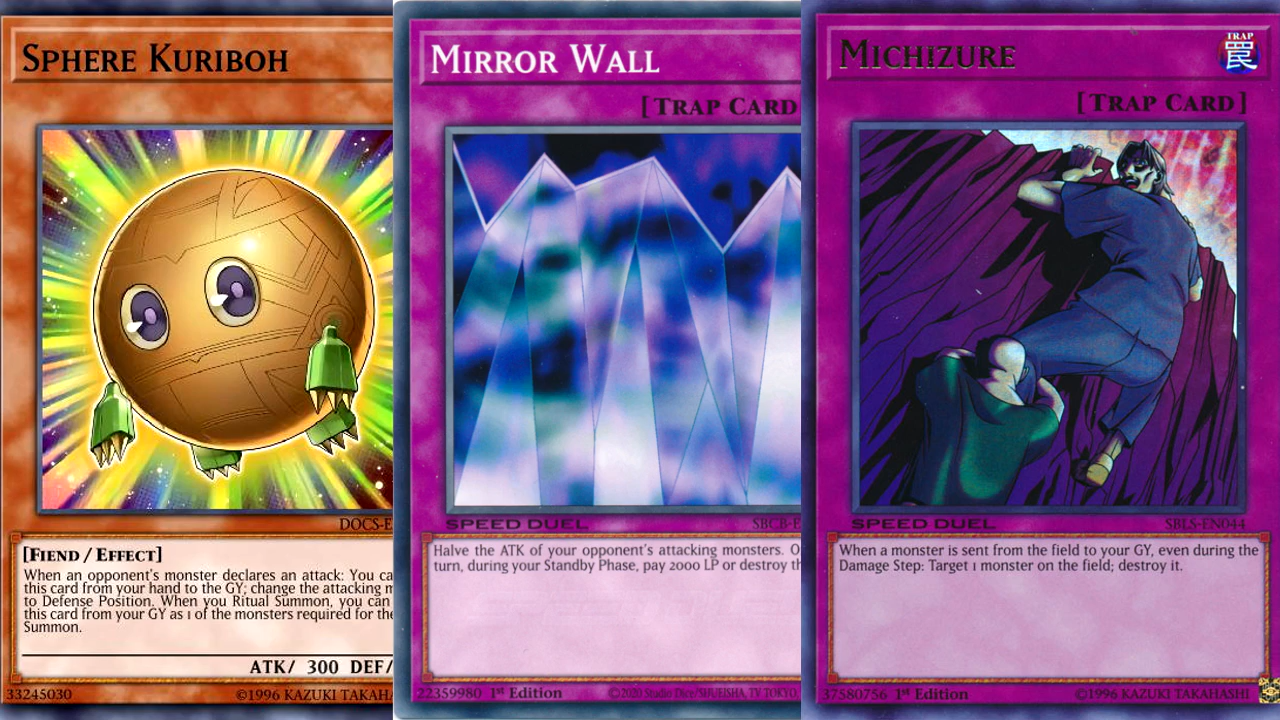 SPHERE KURIBOH
DOCS-E
[FIEND / EFFECT]
When an opponent's monster declares an attack: You ca
this card from your hand to the GY; change the attacking m
to Defense Position. When you Ritual Summon, you can
this card from your GY as 1 of the monsters required for the
Summon.
ATK/ 300 DEF/
33245030
©1996 KAZUKI TAKAHA
MIRROR WALL
[TRAP CARD
SPEED DUEL
SBCB-E
Halve the ATK of your opponent's attacking monsters. O
turn, during your Standby Phase, pay 2000 LP or destroy th
22359980 1st Edition
©2020 Studio Dice/SHUEISHA, TV TOKYO,
MICHIZURE
TRAP
罠
[TRAP CARD]
SPEED DUEL
SBLS-EN044
When a monster is sent from the field to your GY, even during the
Damage Step: Target 1 monster on the field; destroy it.
37580756 1st Edition
©1996 KAZUKI TAKAHASHI